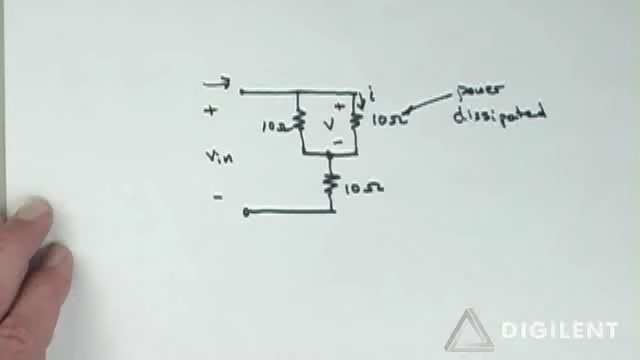 +
i
power
+
10Ω
V
10Ω
dissipated
-
Vin
10Ω
-
DIGILENT